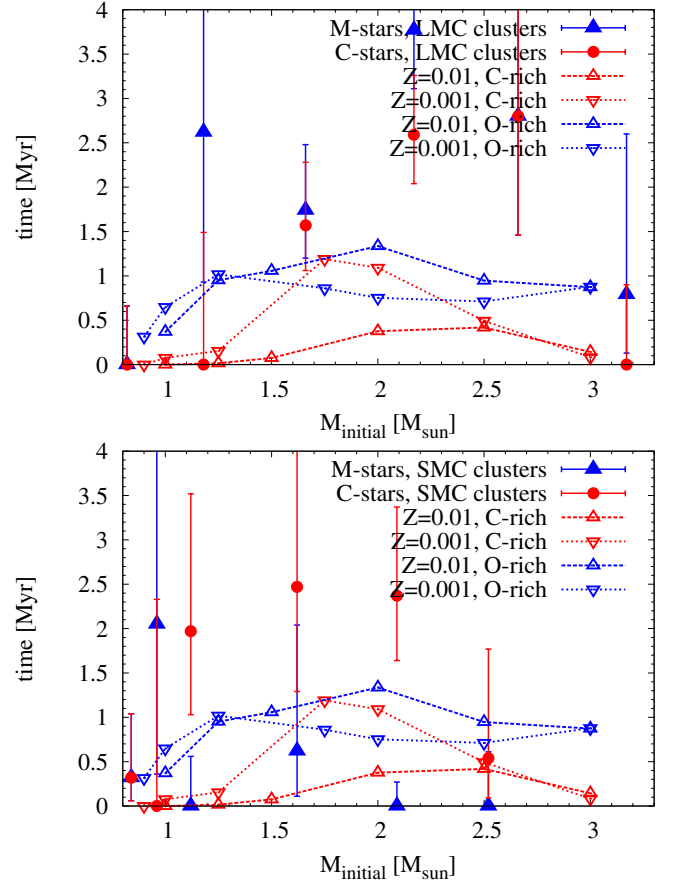 4
3.5
3
2.5
2
1.5
1
0.5
0
time [Myr]
M-stars, LMC clusters
C-stars, LMC clusters
Z=0.01, C-rich
Z=0.001, C-rich
Z=0.01, O-rich
Z=0.001, O-rich
1 1.5 2 2.5 3
M_initial [M_sun]
4
3.5
3
2.5
2
1.5
1
0.5
0
time [Myr]
M-stars, SMC clusters
C-stars, SMC clusters
Z=0.01, C-rich
Z=0.001, C-rich
Z=0.01, O-rich
Z=0.001, O-rich
1 1.5 2 2.5 3
M_initial [M_sun]